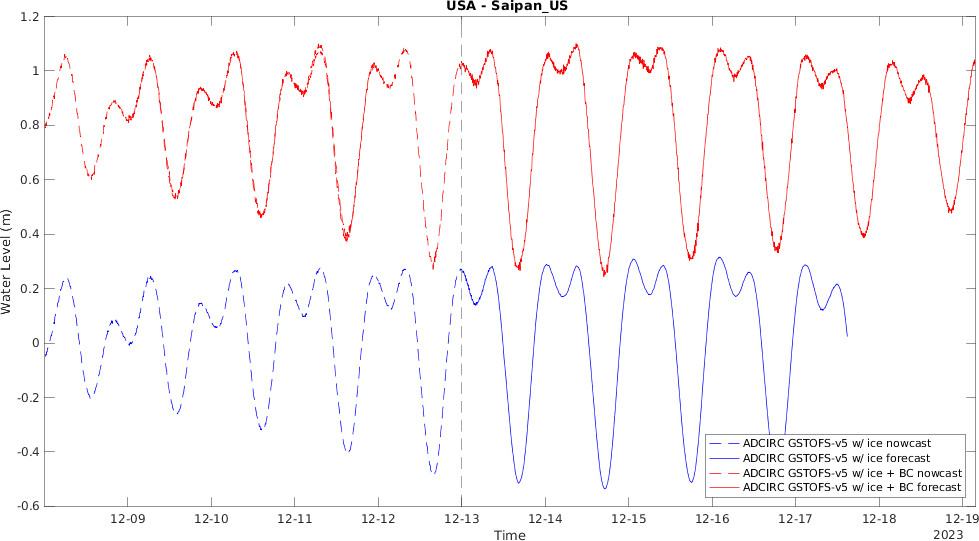 USA - Saipan_US
1.2
1
0.8
0.6
0.4
0.2
0
-0.2
-0.4
-0.6
Water Level (m)
ADCIRC GSTOFS-v5 w/ ice nowcast
ADCIRC GSTOFS-v5 w/ ice forecast
ADCIRC GSTOFS-v5 w/ ice + BC nowcast
ADCIRC GSTOFS-v5 w/ ice + BC forecast
12-09 12-10 12-11 12-12 12-13 12-14 12-15 12-16 12-17 12-18 12-19
Time
2023